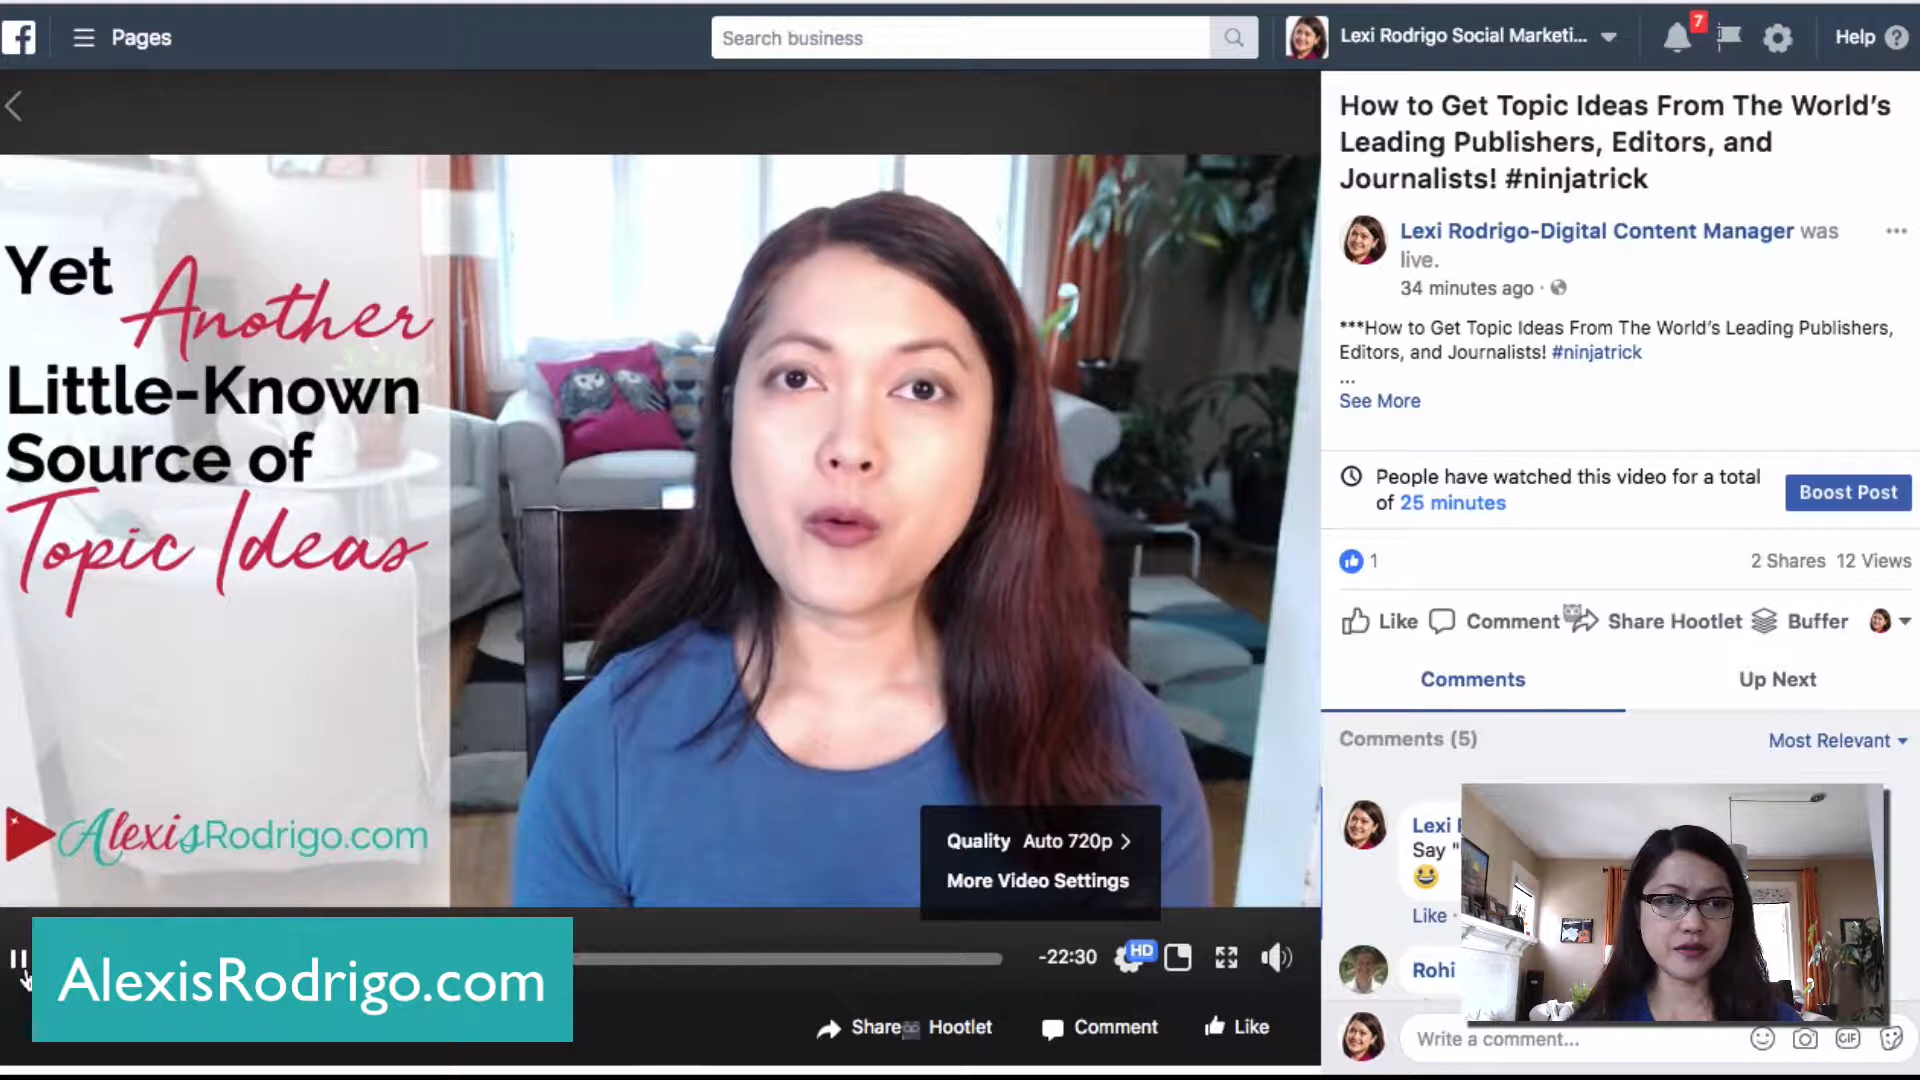 Pages
Search business
Lexi Rodrigo Social Marketi...
7
Help
Yet
Another
Little-Known
Source of
Topic Ideas
AlexisRodrigo.com
Quality Auto 720p
More Video Settings
-22:30
HD
AlexisRodrigo.com
Share Hootlet Comment Like
How to Get Topic Ideas From The World's
Leading Publishers, Editors, and
Journalists! #ninjatrick
Lexi Rodrigo-Digital Content Manager was
live.
34 minutes ago ·
***How to Get Topic Ideas From The World's Leading Publishers,
Editors, and Journalists! #ninjatrick
...
See More
People have watched this video for a total
of 25 minutes
Boost Post
1
2 Shares 12 Views
Like Comment Share Hootlet Buffer
Comments Up Next
Comments (5)
Most Relevant
Lexi
Say "
Like ·
Rohi
Write a comment...
GIF